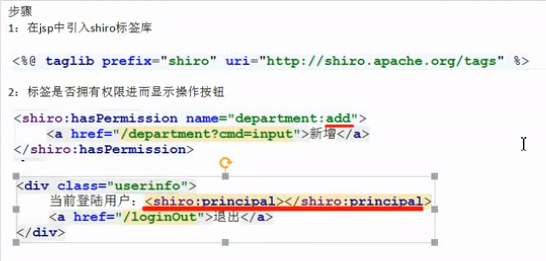 步骤
1：在jsp中引入shiro标签库
<%@ taglib prefix="shiro" uri="http://shiro.apache.org/tags" %>
2：标签是否拥有权限进而显示操作按钮
<shiro:hasPermission name="department:add">
<a href="/department?cmd=input">新增</a>
</shiro:hasPermission>
<div class="userinfo">
当前登陆用户：<shiro:principal></shiro:principal>
<a href="/loginOut">退出</a>
</div>